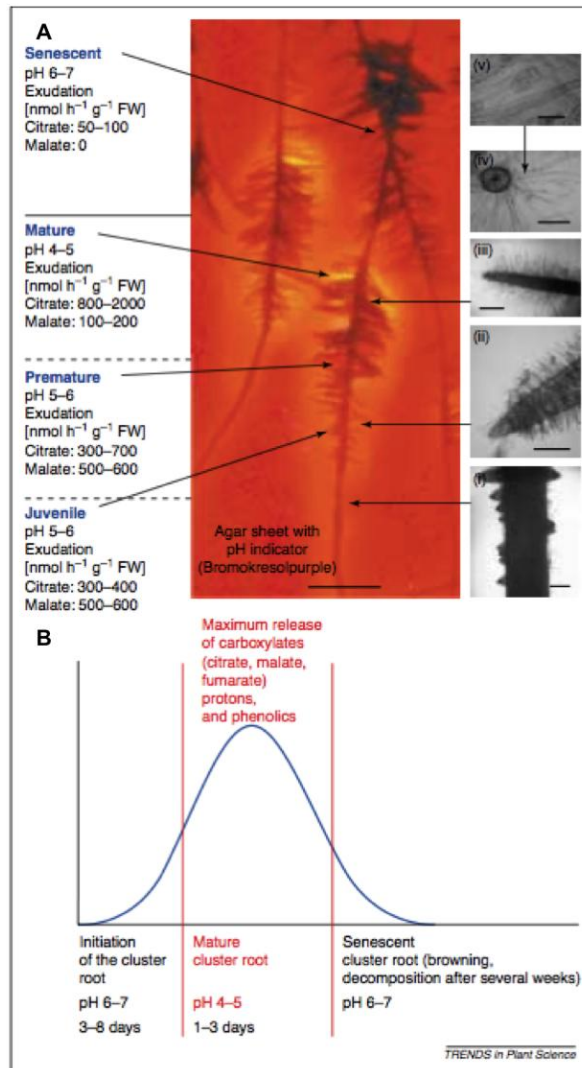 A
Senescent
pH 6–7
Exudation
[nmol h⁻¹ g⁻¹ FW]
Citrate: 50–100
Malate: 0
Mature
pH 4–5
Exudation
[nmol h⁻¹ g⁻¹ FW]
Citrate: 800–2000
Malate: 100–200
Premature
pH 5–6
Exudation
[nmol h⁻¹ g⁻¹ FW]
Citrate: 300–700
Malate: 500–600
Juvenile
pH 5–6
Exudation
[nmol h⁻¹ g⁻¹ FW]
Citrate: 300–400
Malate: 500–600
Agar sheet with
pH indicator
(Bromokresolpurple)
(v)
(iv)
(iii)
(ii)
(i)
B
Maximum release
of carboxylates
(citrate, malate,
fumarate)
protons,
and phenolics
Initiation
of the cluster
root
pH 6–7
3–8 days
Mature
cluster root
pH 4–5
1–3 days
Senescent
cluster root (browning,
decomposition after several weeks)
pH 6–7
TRENDS in Plant Science